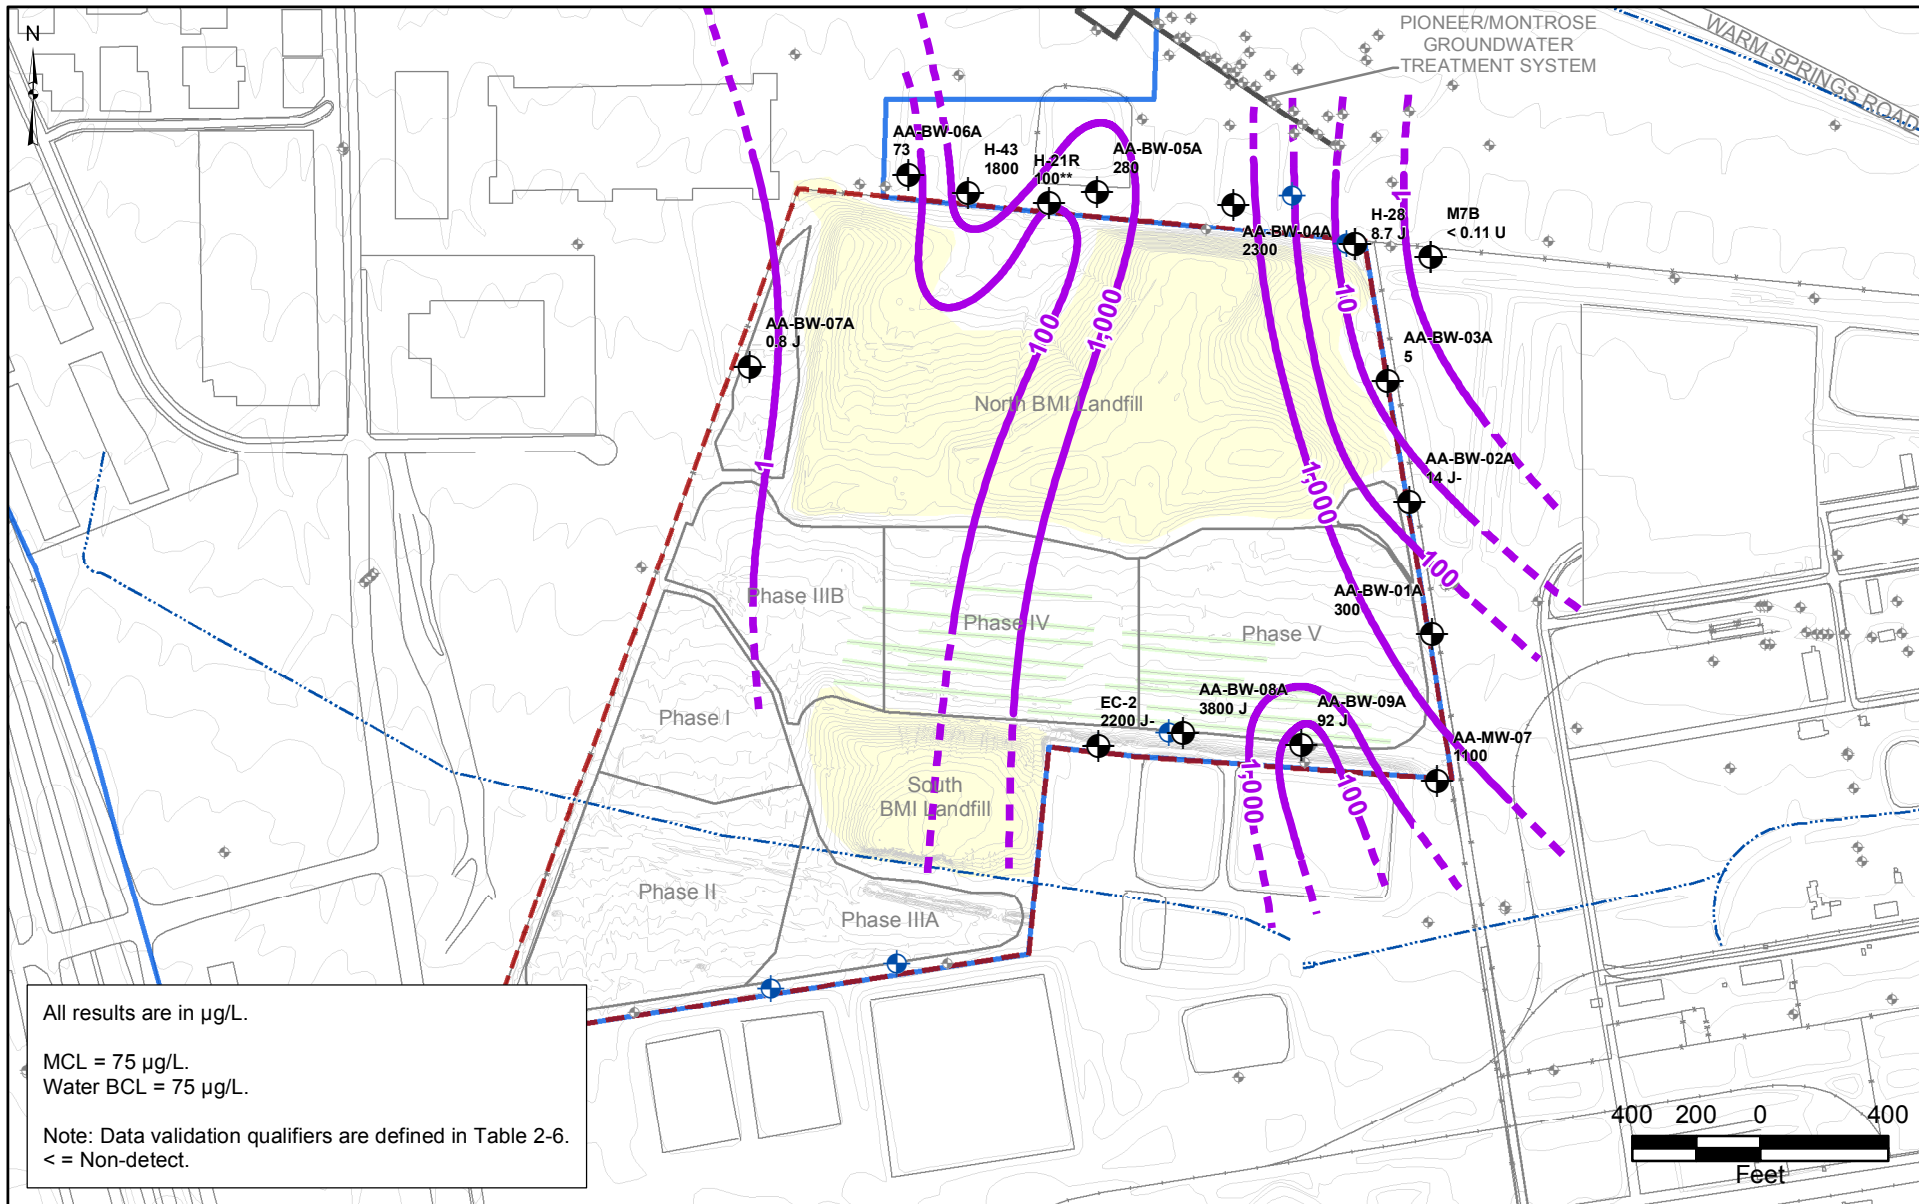 N
PIONEER/MONTROSE
GROUNDWATER
TREATMENT SYSTEM
WARM SPRINGS ROAD
AA-BW-06A
73
H-43
1800
H-21R
100**
AA-BW-05A
280
AA-BW-04A
2300
H-28
8.7 J
M7B
< 0.11 U
1
10
AA-BW-07A
0.8 J
100
1,000
AA-BW-03A
5
North BMI Landfill
1
1,000
AA-BW-02A
14 J-
100
AA-BW-01A
300
Phase IIIB
Phase IV
Phase V
Phase I
EC-2
2200 J-
AA-BW-08A
3800 J
AA-BW-09A
92 J
AA-MW-07
1100
1,000
100
South
BMI Landfill
Phase II
Phase IIIA
All results are in µg/L.
MCL = 75 µg/L.
Water BCL = 75 µg/L.
Note: Data validation qualifiers are defined in Table 2-6.
< = Non-detect.
400 200 0 400
Feet